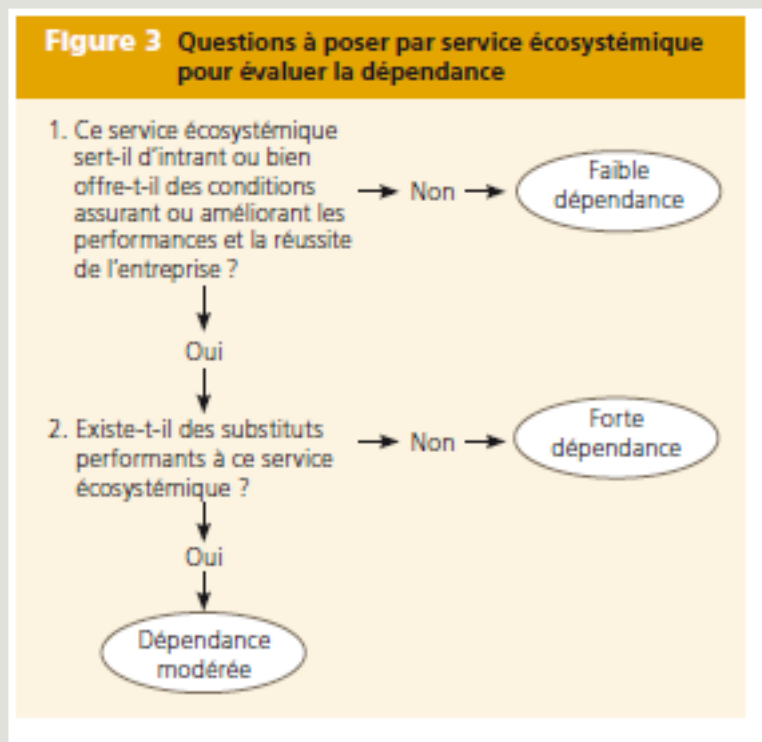 Figure 3 Questions à poser par service écosystémique
pour évaluer la dépendance
1. Ce service écosystémique
sert-il d'intrant ou bien
offre-t-il des conditions
assurant ou améliorant les
performances et la réussite
de l'entreprise ?
Non
Faible
dépendance
Oui
2. Existe-t-il des substituts
performants à ce service
écosystémique ?
Non
Forte
dépendance
Oui
Dépendance
modérée